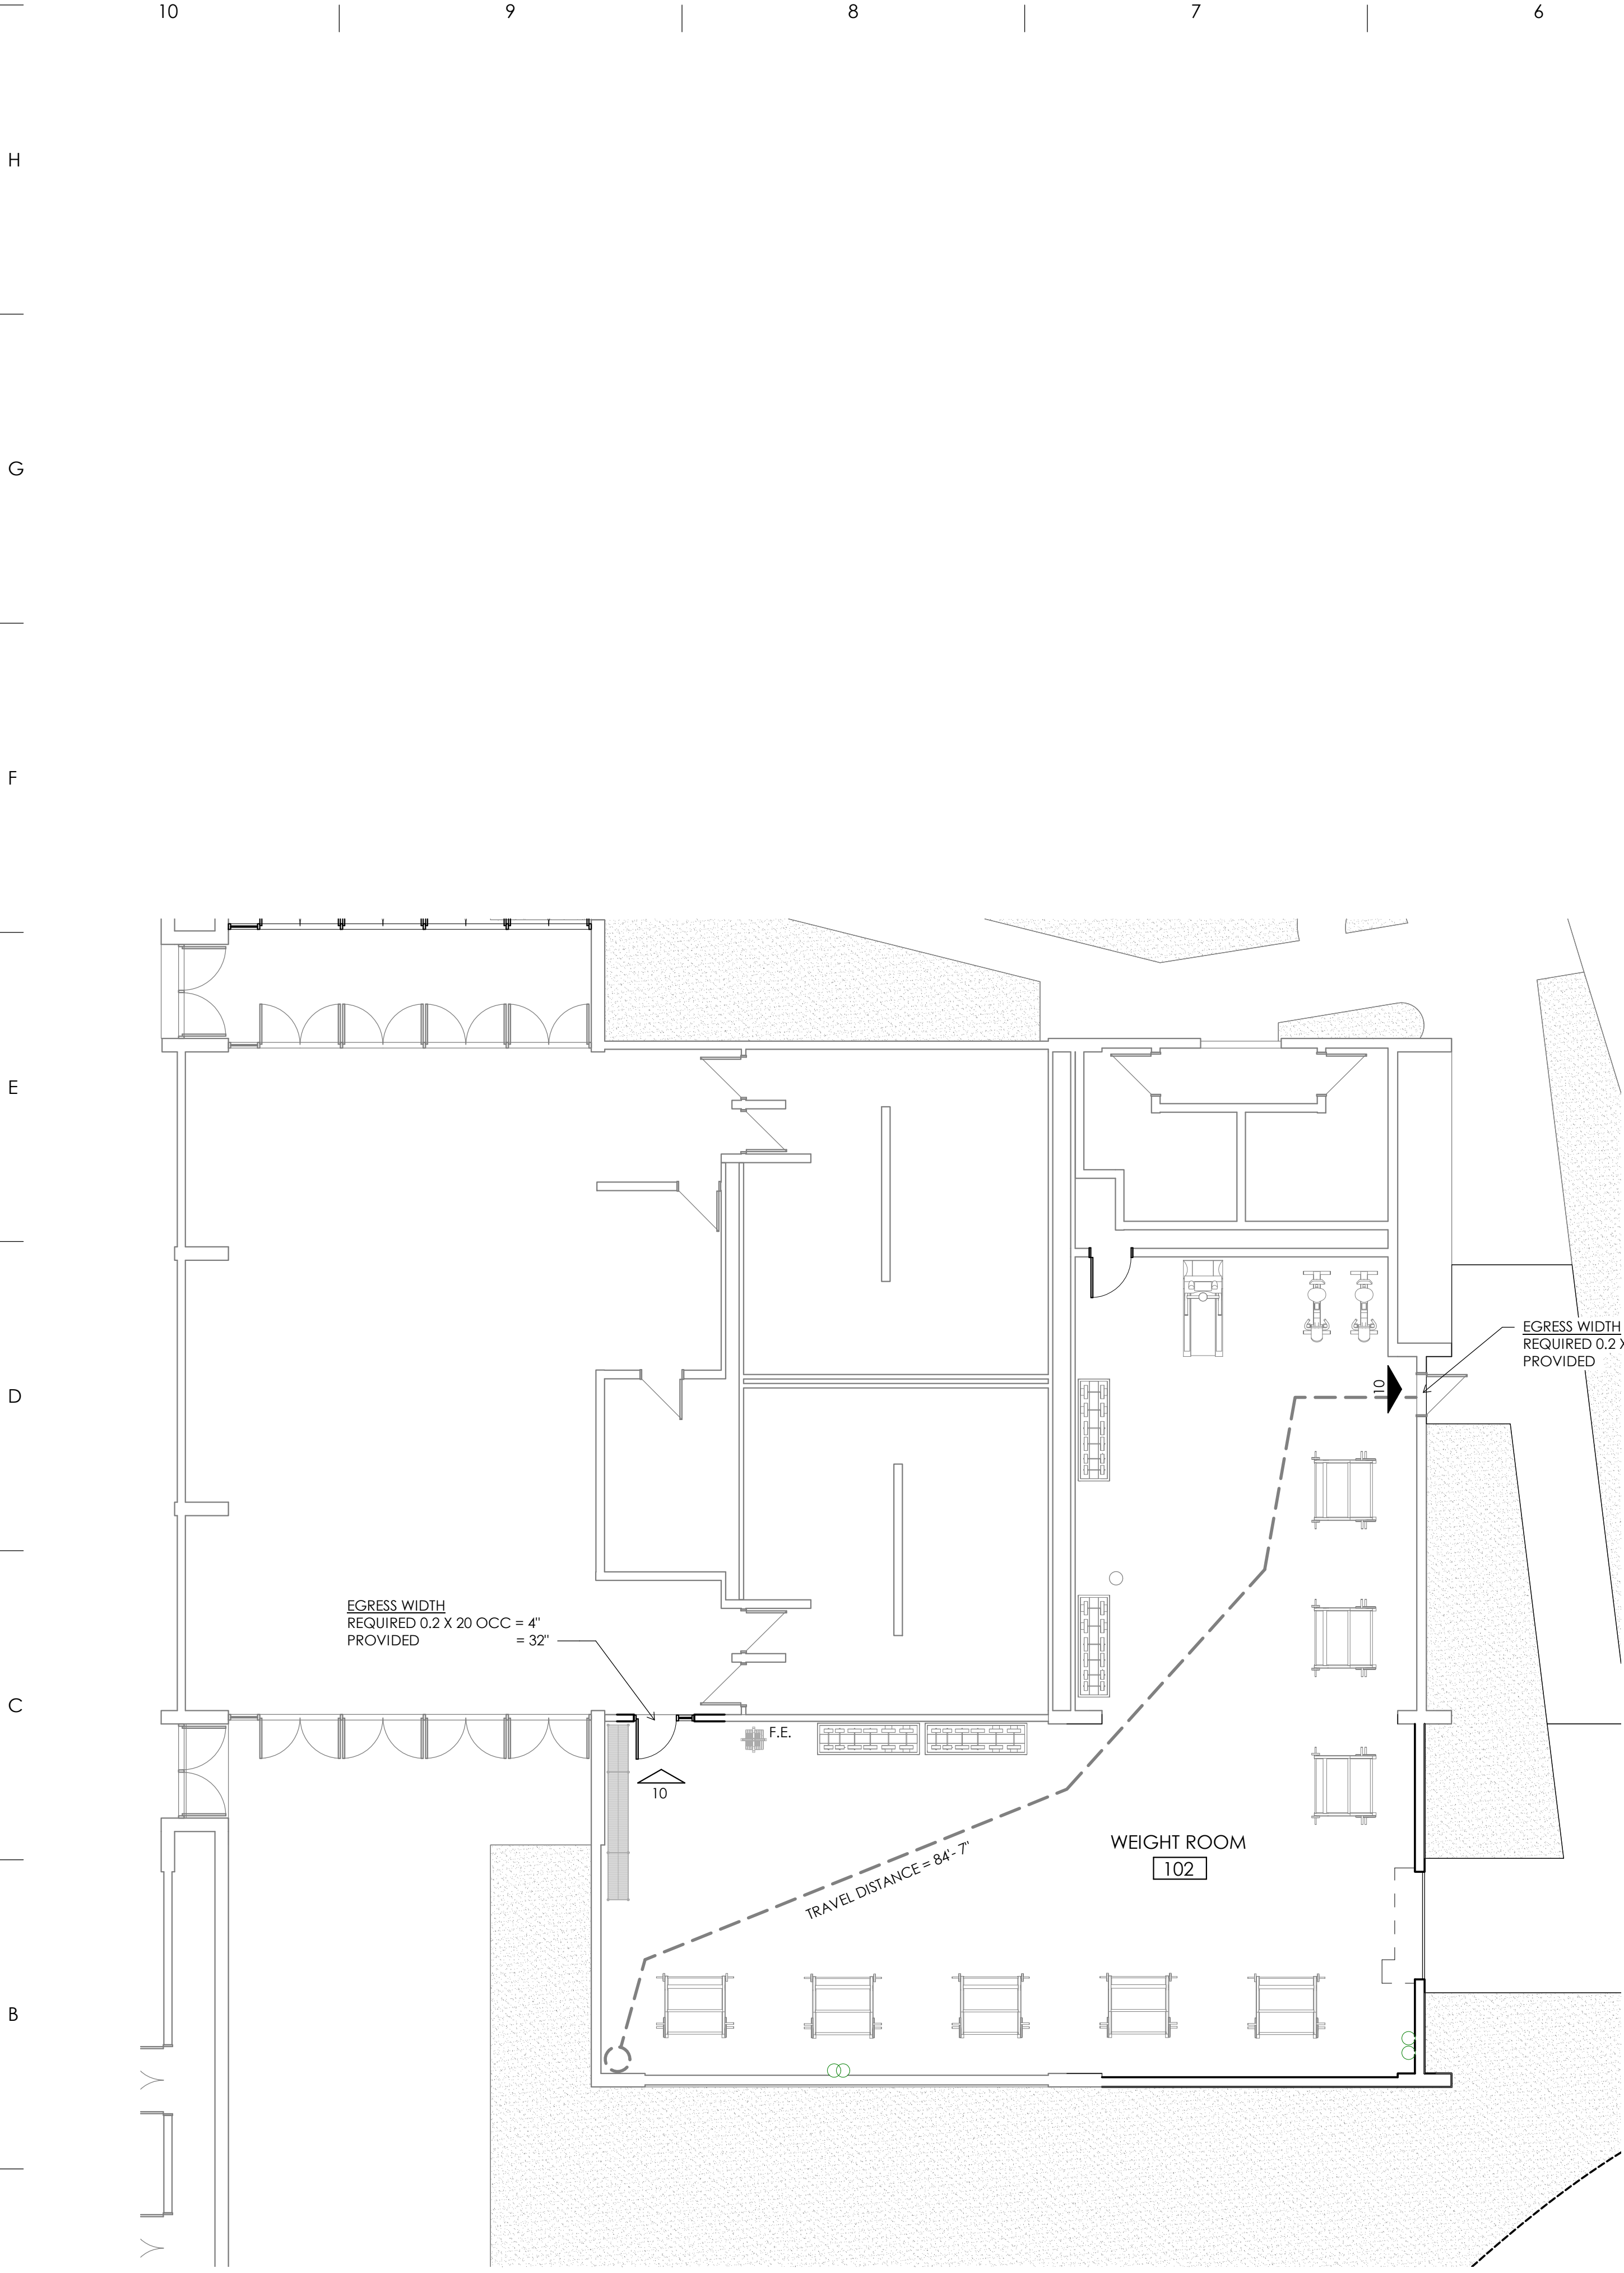 10 9 8 7 6
H
G
F
E
D
C
B
EGRESS WIDTH
REQUIRED 0.2 X
PROVIDED
10
EGRESS WIDTH
REQUIRED 0.2 X 20 OCC = 4"
PROVIDED = 32"
F.E.
10
TRAVEL DISTANCE = 84'- 7"
WEIGHT ROOM
102